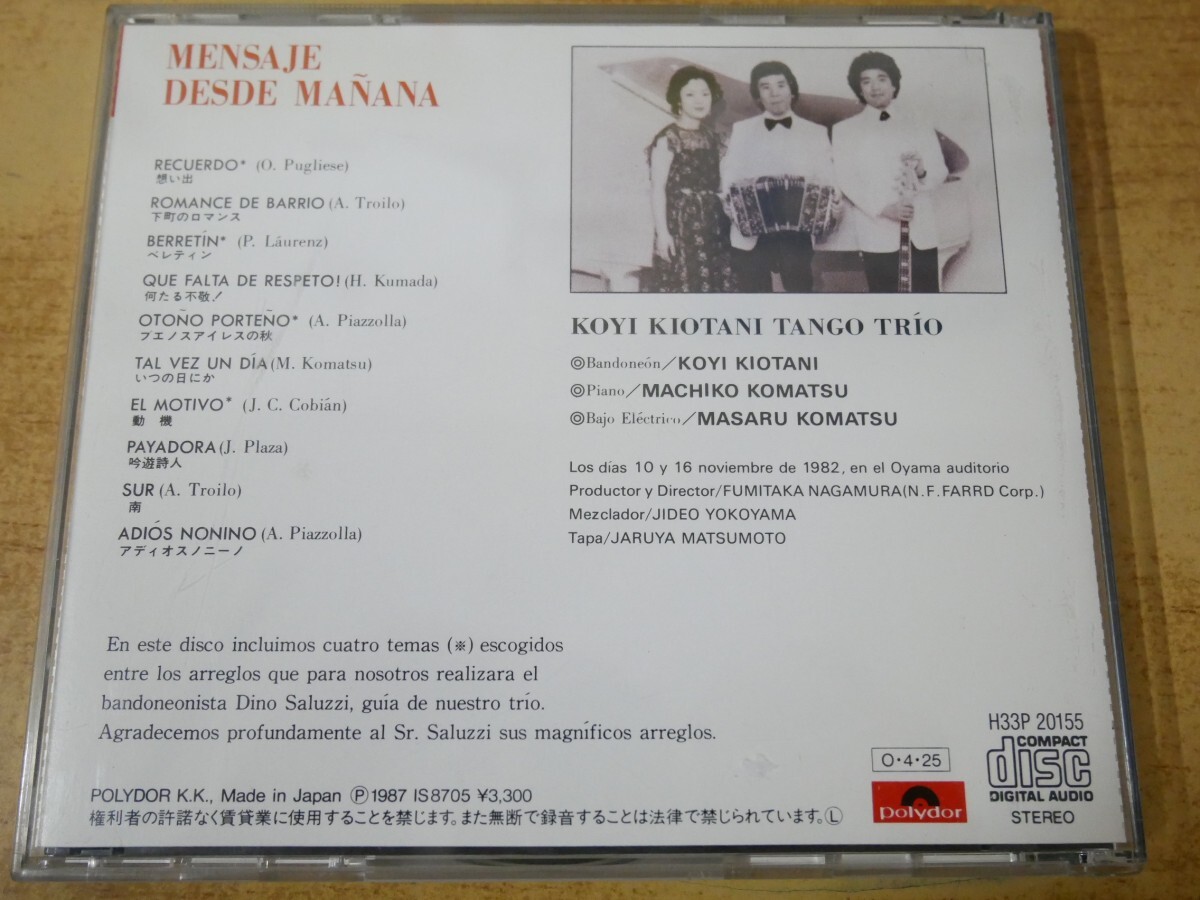 MENSAJE
DESDE MAÑANA
RECUERDO* (O. Pugliese)
想い出
ROMANCE DE BARRIO (A. Troilo)
下町のロマンス
BERRETÍN* (P. Láurenz)
ベレティン
QUE FALTA DE RESPETO! (H. Kumada)
何たる不敬!
OTOÑO PORTEÑO* (A. Piazzolla)
ブエノスアイレスの秋
TAL VEZ UN DÍA (M. Komatsu)
いつの日にか
EL MOTIVO* (J. C. Cobián)
動 機
PAYADORA (J. Plaza)
吟遊詩人
SUR (A. Troilo)
南
ADIÓS NONINO (A. Piazzolla)
アディオスノニーノ
KOYI KIOTANI TANGO TRÍO
◎Bandoneón/KOYI KIOTANI
◎Piano/MACHIKO KOMATSU
◎Bajo Eléctrico/MASARU KOMATSU
Los días 10 y 16 noviembre de 1982, en el Oyama auditorio
Productor y Director/FUMITAKA NAGAMURA(N.F.FARRD Corp.)
Mezclador/JIDEO YOKOYAMA
Tapa/JARUYA MATSUMOTO
En este disco incluimos cuatro temas (※) escogidos
entre los arreglos que para nosotros realizara el
bandoneonista Dino Saluzzi, guía de nuestro trío.
Agradecemos profundamente al Sr. Saluzzi sus magníficos arreglos.
H33P 20155
COMPACT
disc
DIGITAL AUDIO
STEREO
O・4・25
polydor
POLYDOR K.K., Made in Japan Ⓟ1987 IS8705 ¥3,300
権利者の許諾なく賃貸業に使用することを禁じます。また無断で録音することは法律で禁じられています。Ⓛ